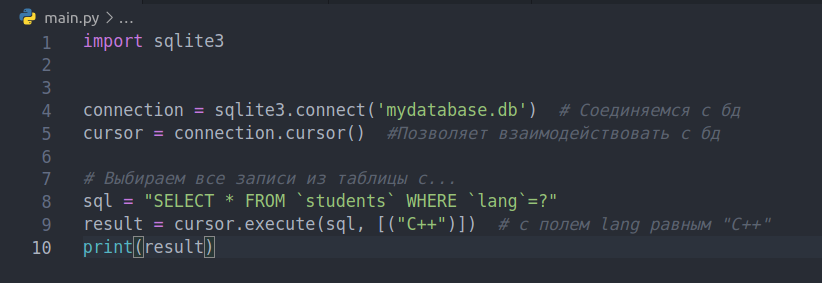 main.py > ...
1 import sqlite3
2
3
4 connection = sqlite3.connect('mydatabase.db')  # Соединяемся с бд
5 cursor = connection.cursor()  #Позволяет взаимодействовать с бд
6
7 # Выбираем все записи из таблицы с...
8 sql = "SELECT * FROM `students` WHERE `lang`=?"
9 result = cursor.execute(sql, [("C++")])  # с полем lang равным "C++"
10 print(result)